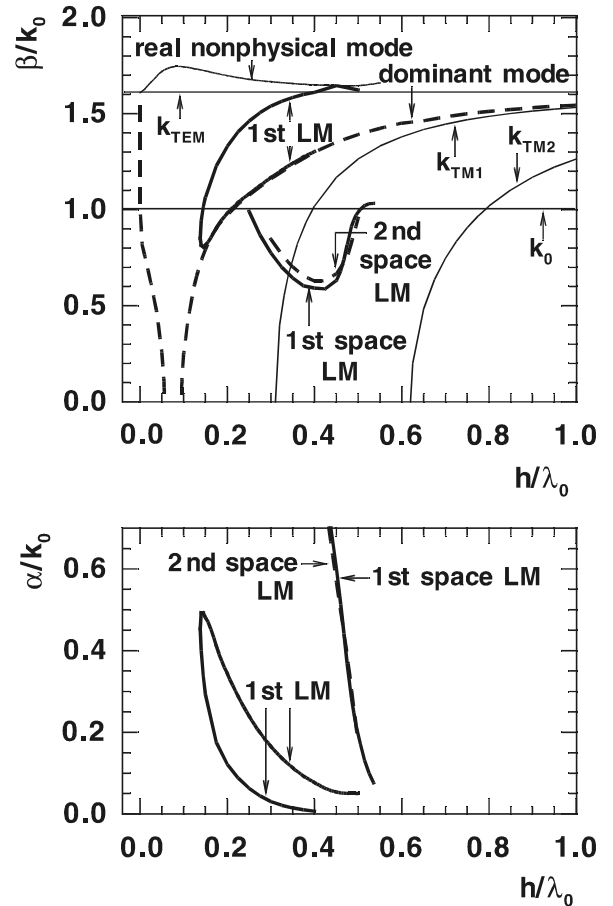 β/k₀
2.0
1.5
1.0
0.5
0.0
real nonphysical mode
dominant mode
k_TEM
1st LM
k_TM1
k_TM2
k₀
2nd
space
LM
1st space
LM
0.0 0.2 0.4 0.6 0.8 1.0
h/λ₀
α/k₀
0.6
0.4
0.2
0.0
2nd space
LM
1st space LM
1st LM
0.0 0.2 0.4 0.6 0.8 1.0
h/λ₀